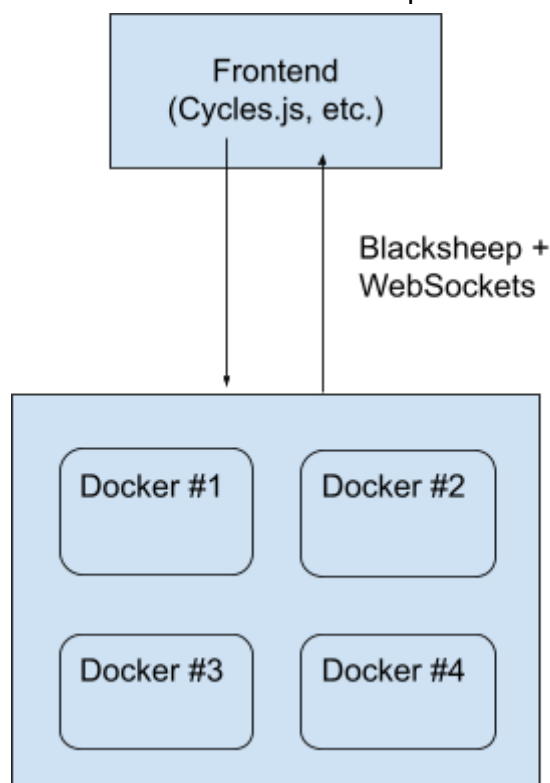 Frontend
(Cycles.js, etc.)
Blacksheep +
WebSockets
Docker #1
Docker #2
Docker #3
Docker #4